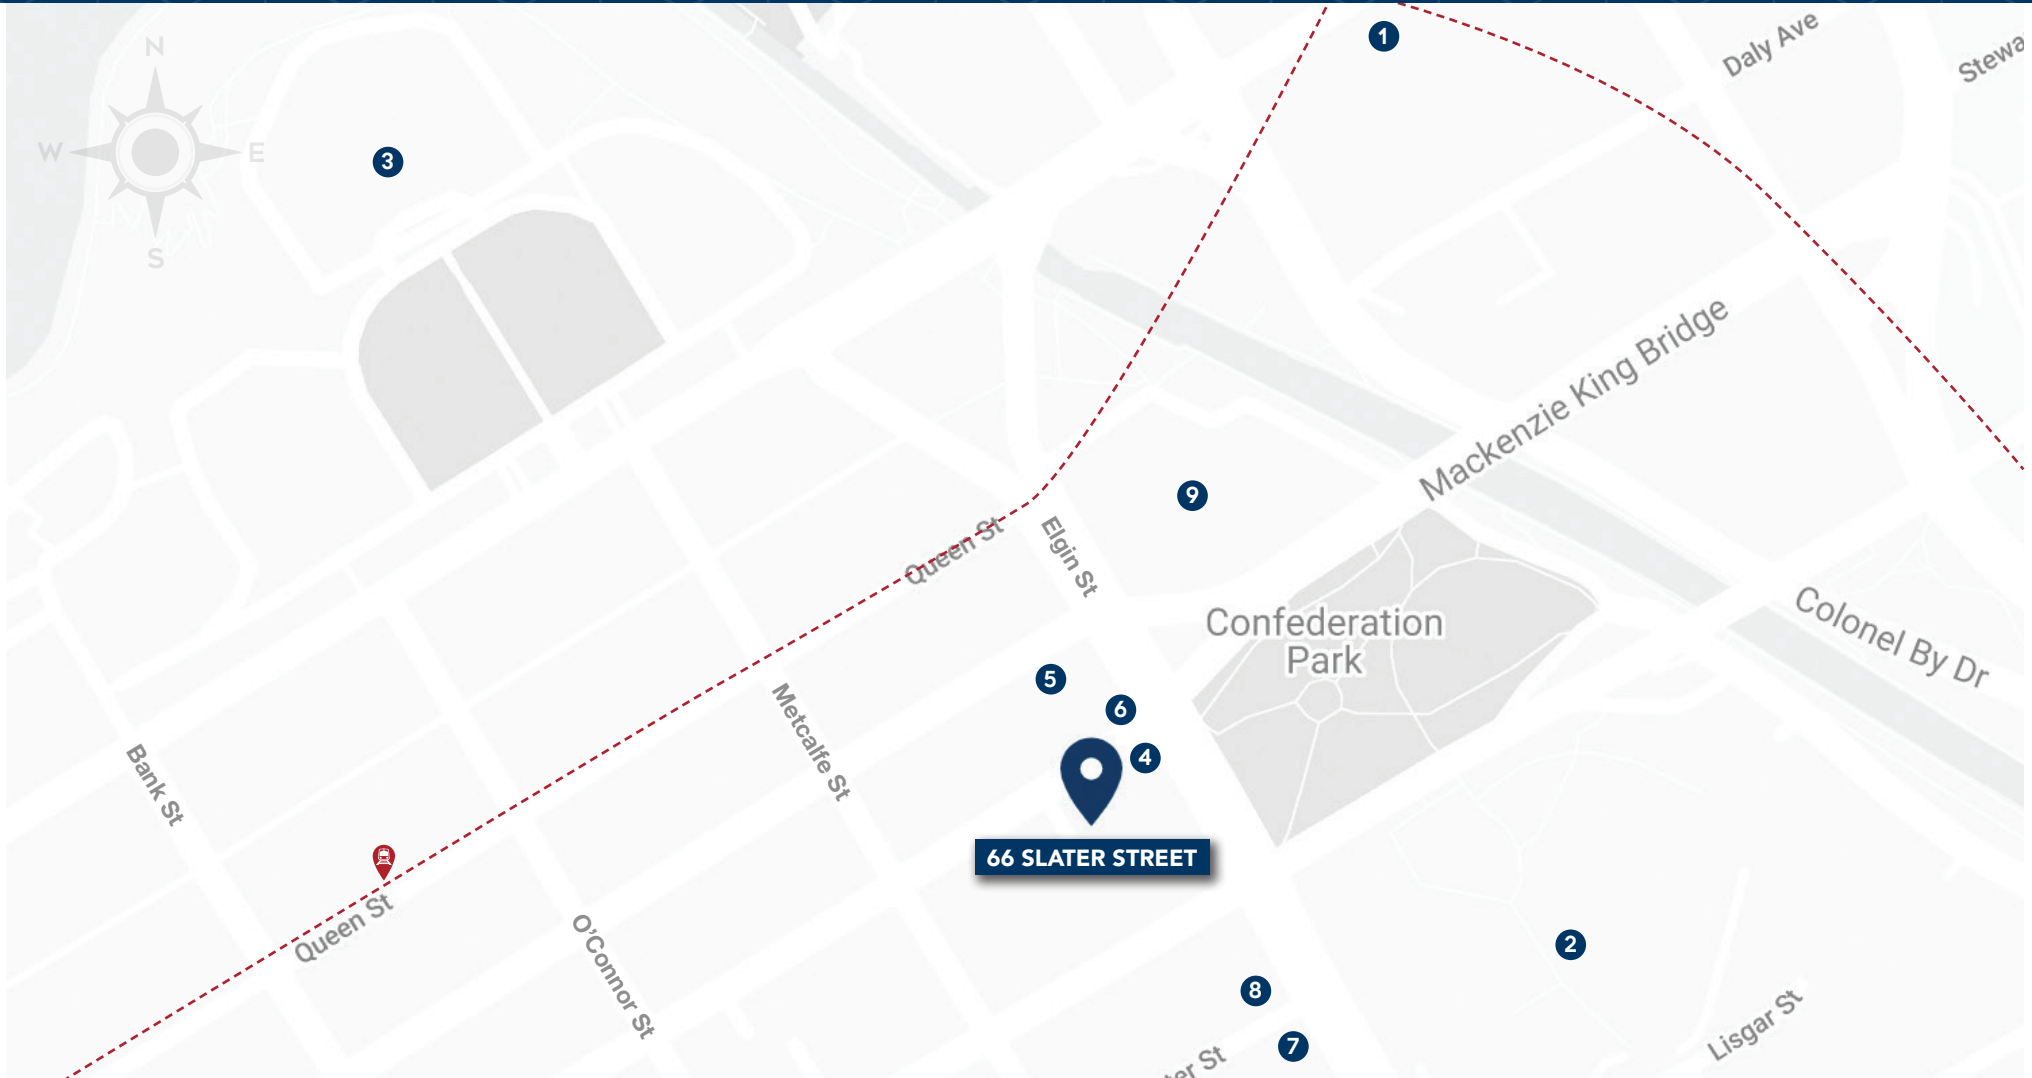 1
Daly Ave
N
W
E
S
3
Mackenzie King Bridge
9
Queen St
Elgin St
Confederation
Park
Colonel By Dr
5
6
4
Metcalfe St
Bank St
66 SLATER STREET
Queen St
O'Connor St
2
8
7
Lisgar St